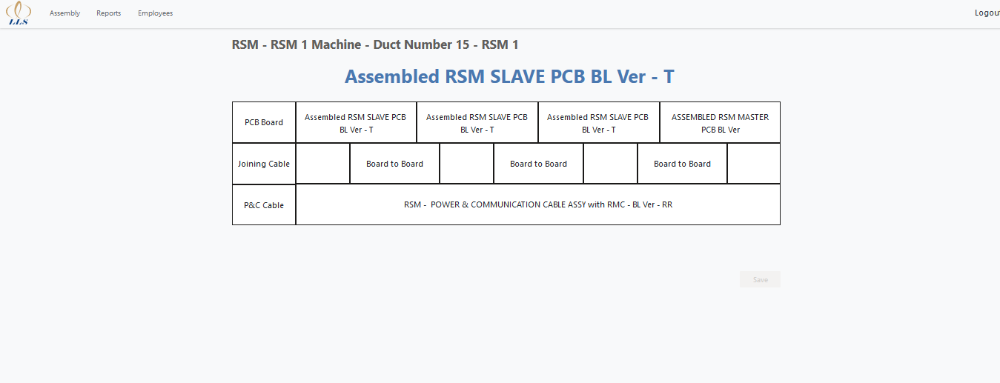 LLS
Assembly Reports Employees Logout
RSM - RSM 1 Machine - Duct Number 15 - RSM 1
Assembled RSM SLAVE PCB BL Ver - T
PCB Board
Assembled RSM SLAVE PCB
BL Ver - T
Assembled RSM SLAVE PCB
BL Ver - T
Assembled RSM SLAVE PCB
BL Ver - T
ASSEMBLED RSM MASTER
PCB BL Ver
Joining Cable
Board to Board
Board to Board
Board to Board
P&C Cable
RSM - POWER & COMMUNICATION CABLE ASSY with RMC - BL Ver - RR
Save